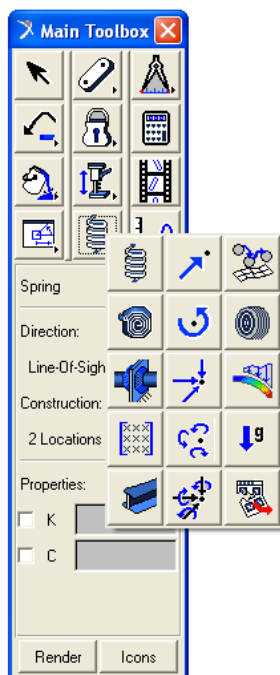 Main Toolbox
Spring
Direction:
Line-Of-Sigh
Construction:
2 Locations
g
Properties:
K
C
Render
Icons